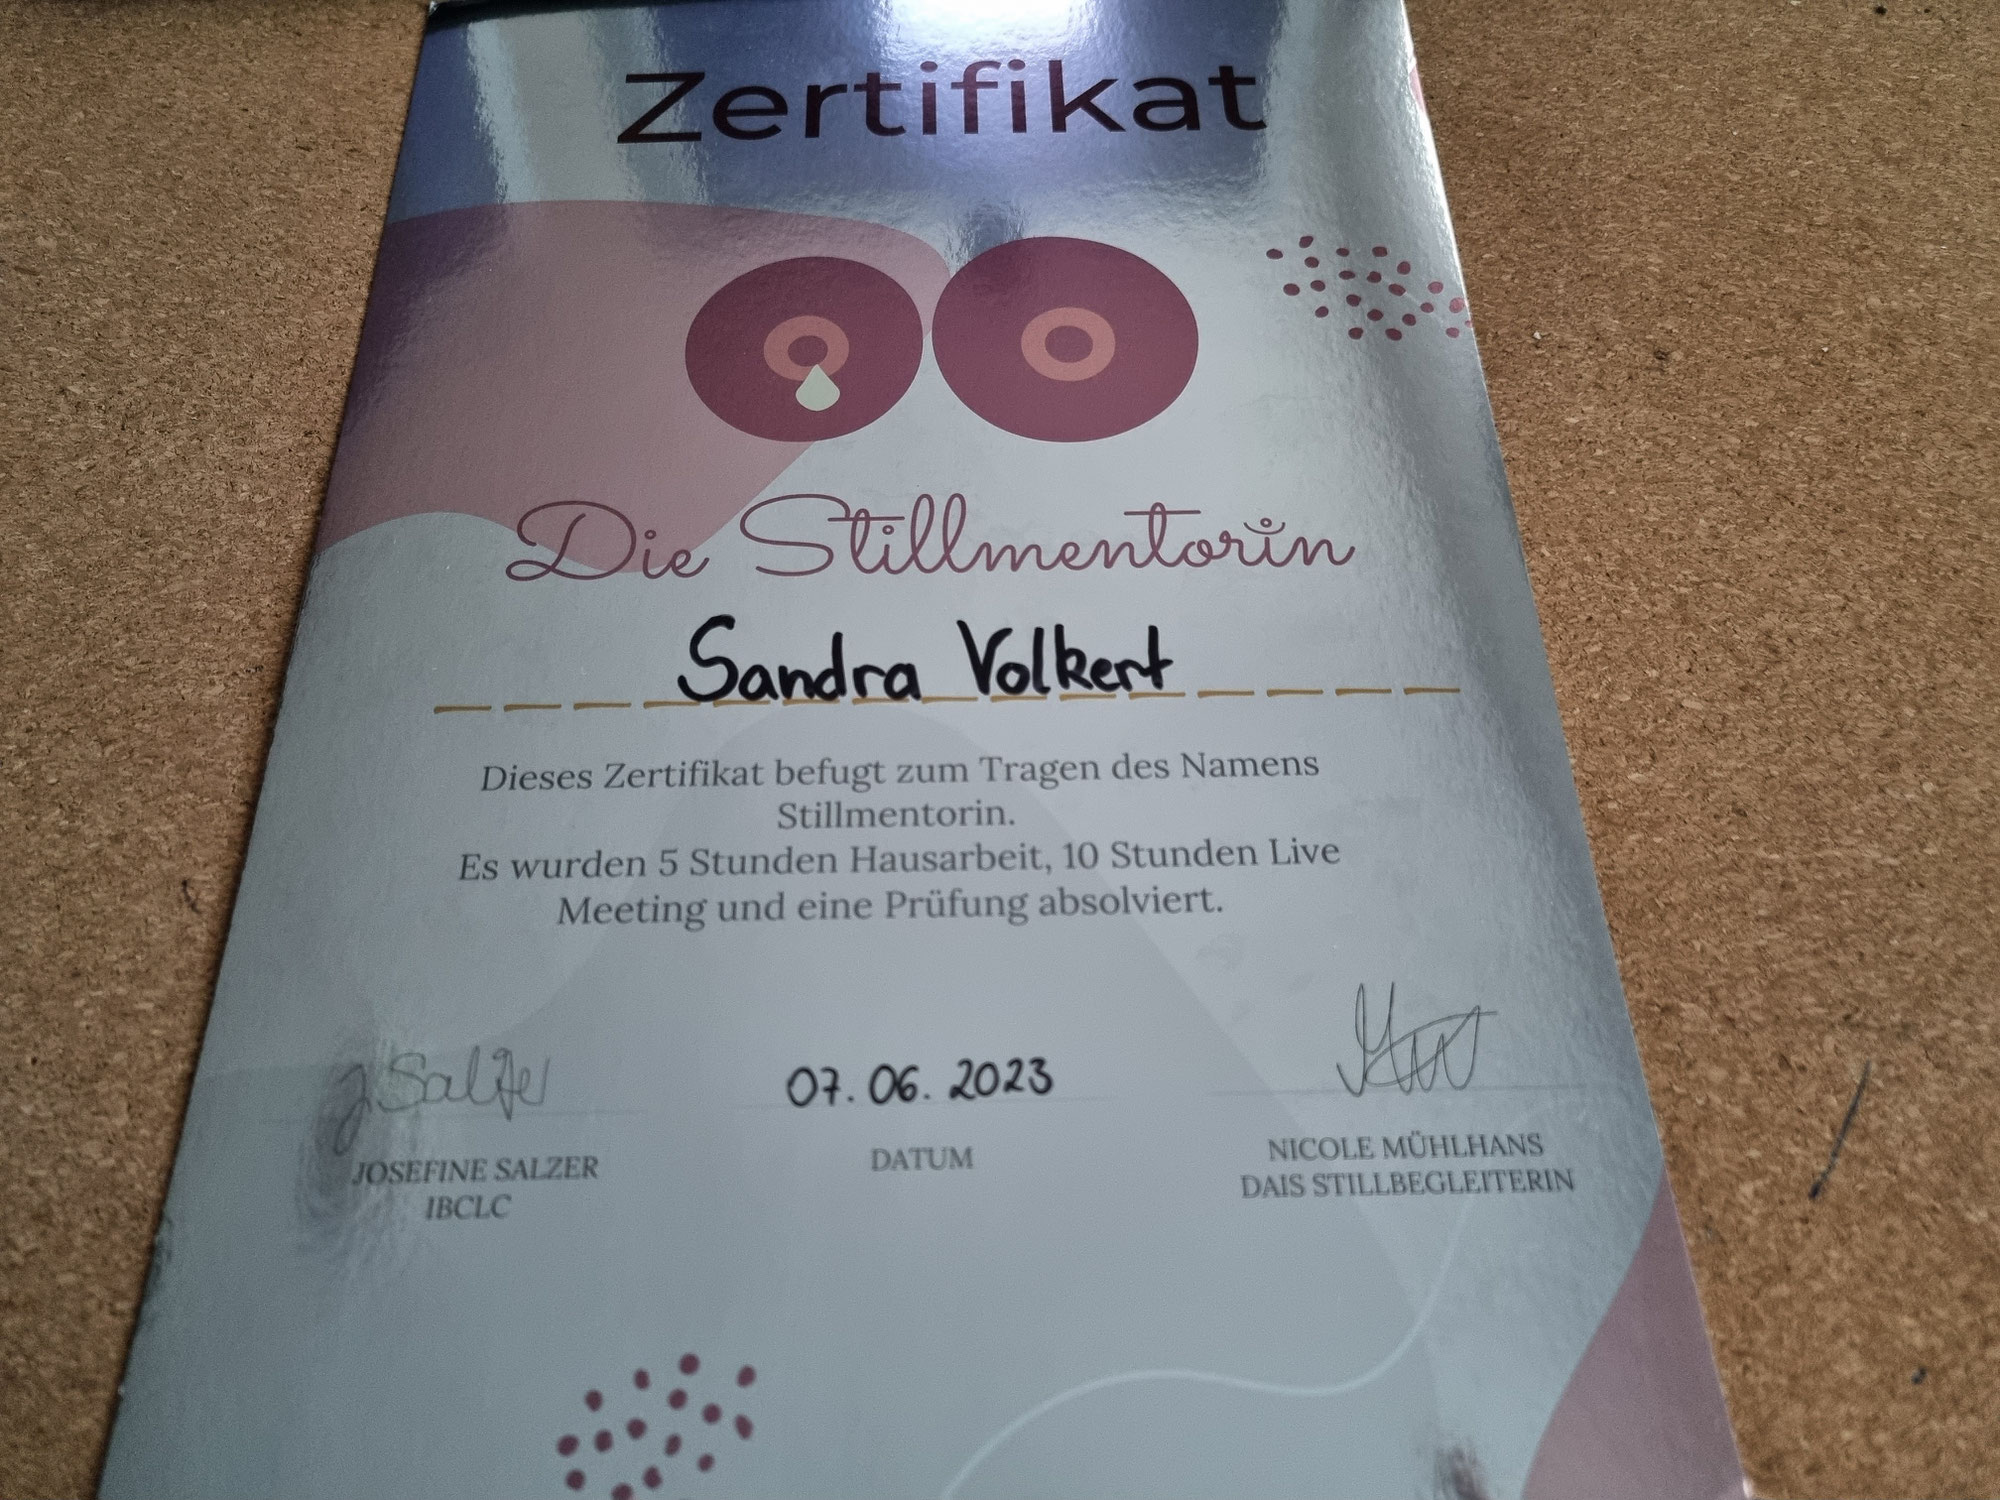 Zertifikat
Die Stillmentorin
Sandra Volkert
Dieses Zertifikat befugt zum Tragen des Namens
Stillmentorin.
Es wurden 5 Stunden Hausarbeit, 10 Stunden Live
Meeting und eine Prüfung absolviert.
J. Salzer
07.06.2023
JOSEFINE SALZER
IBCLC
DATUM
NICOLE MÜHLHANS
DAIS STILLBEGLEITERIN